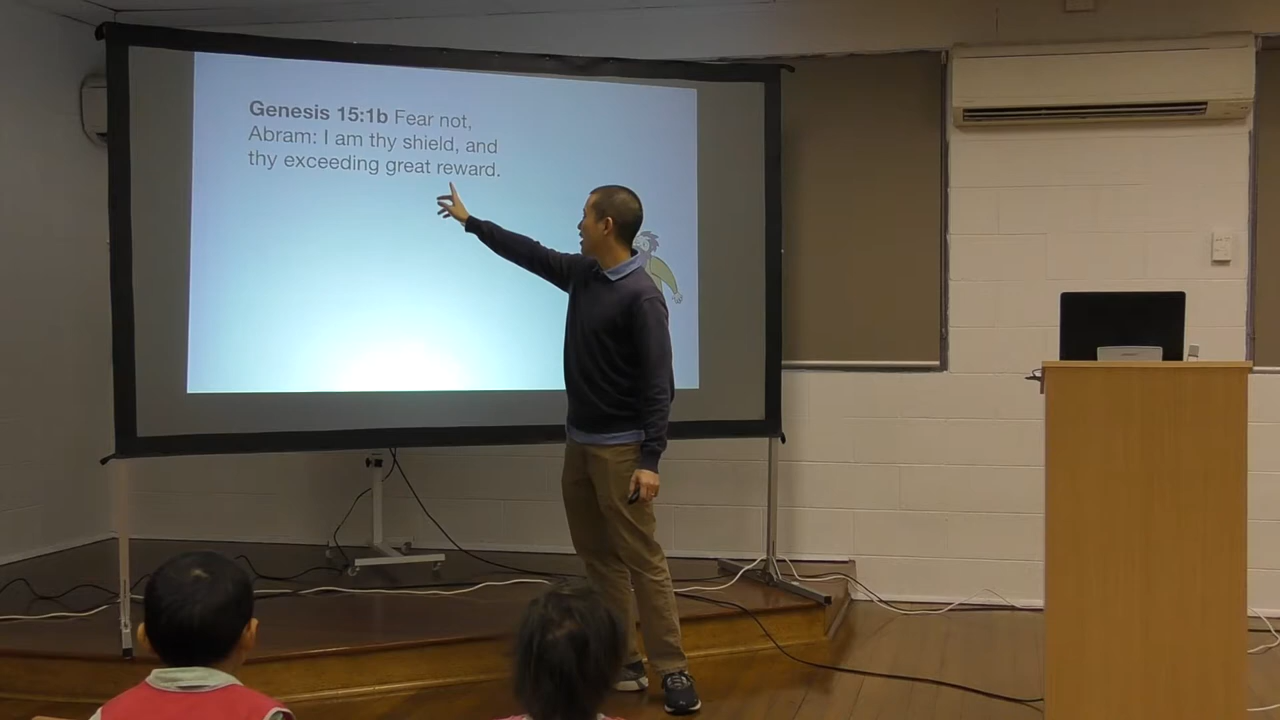 Genesis 15:1b Fear not,
Abram: I am thy shield, and
thy exceeding great reward.